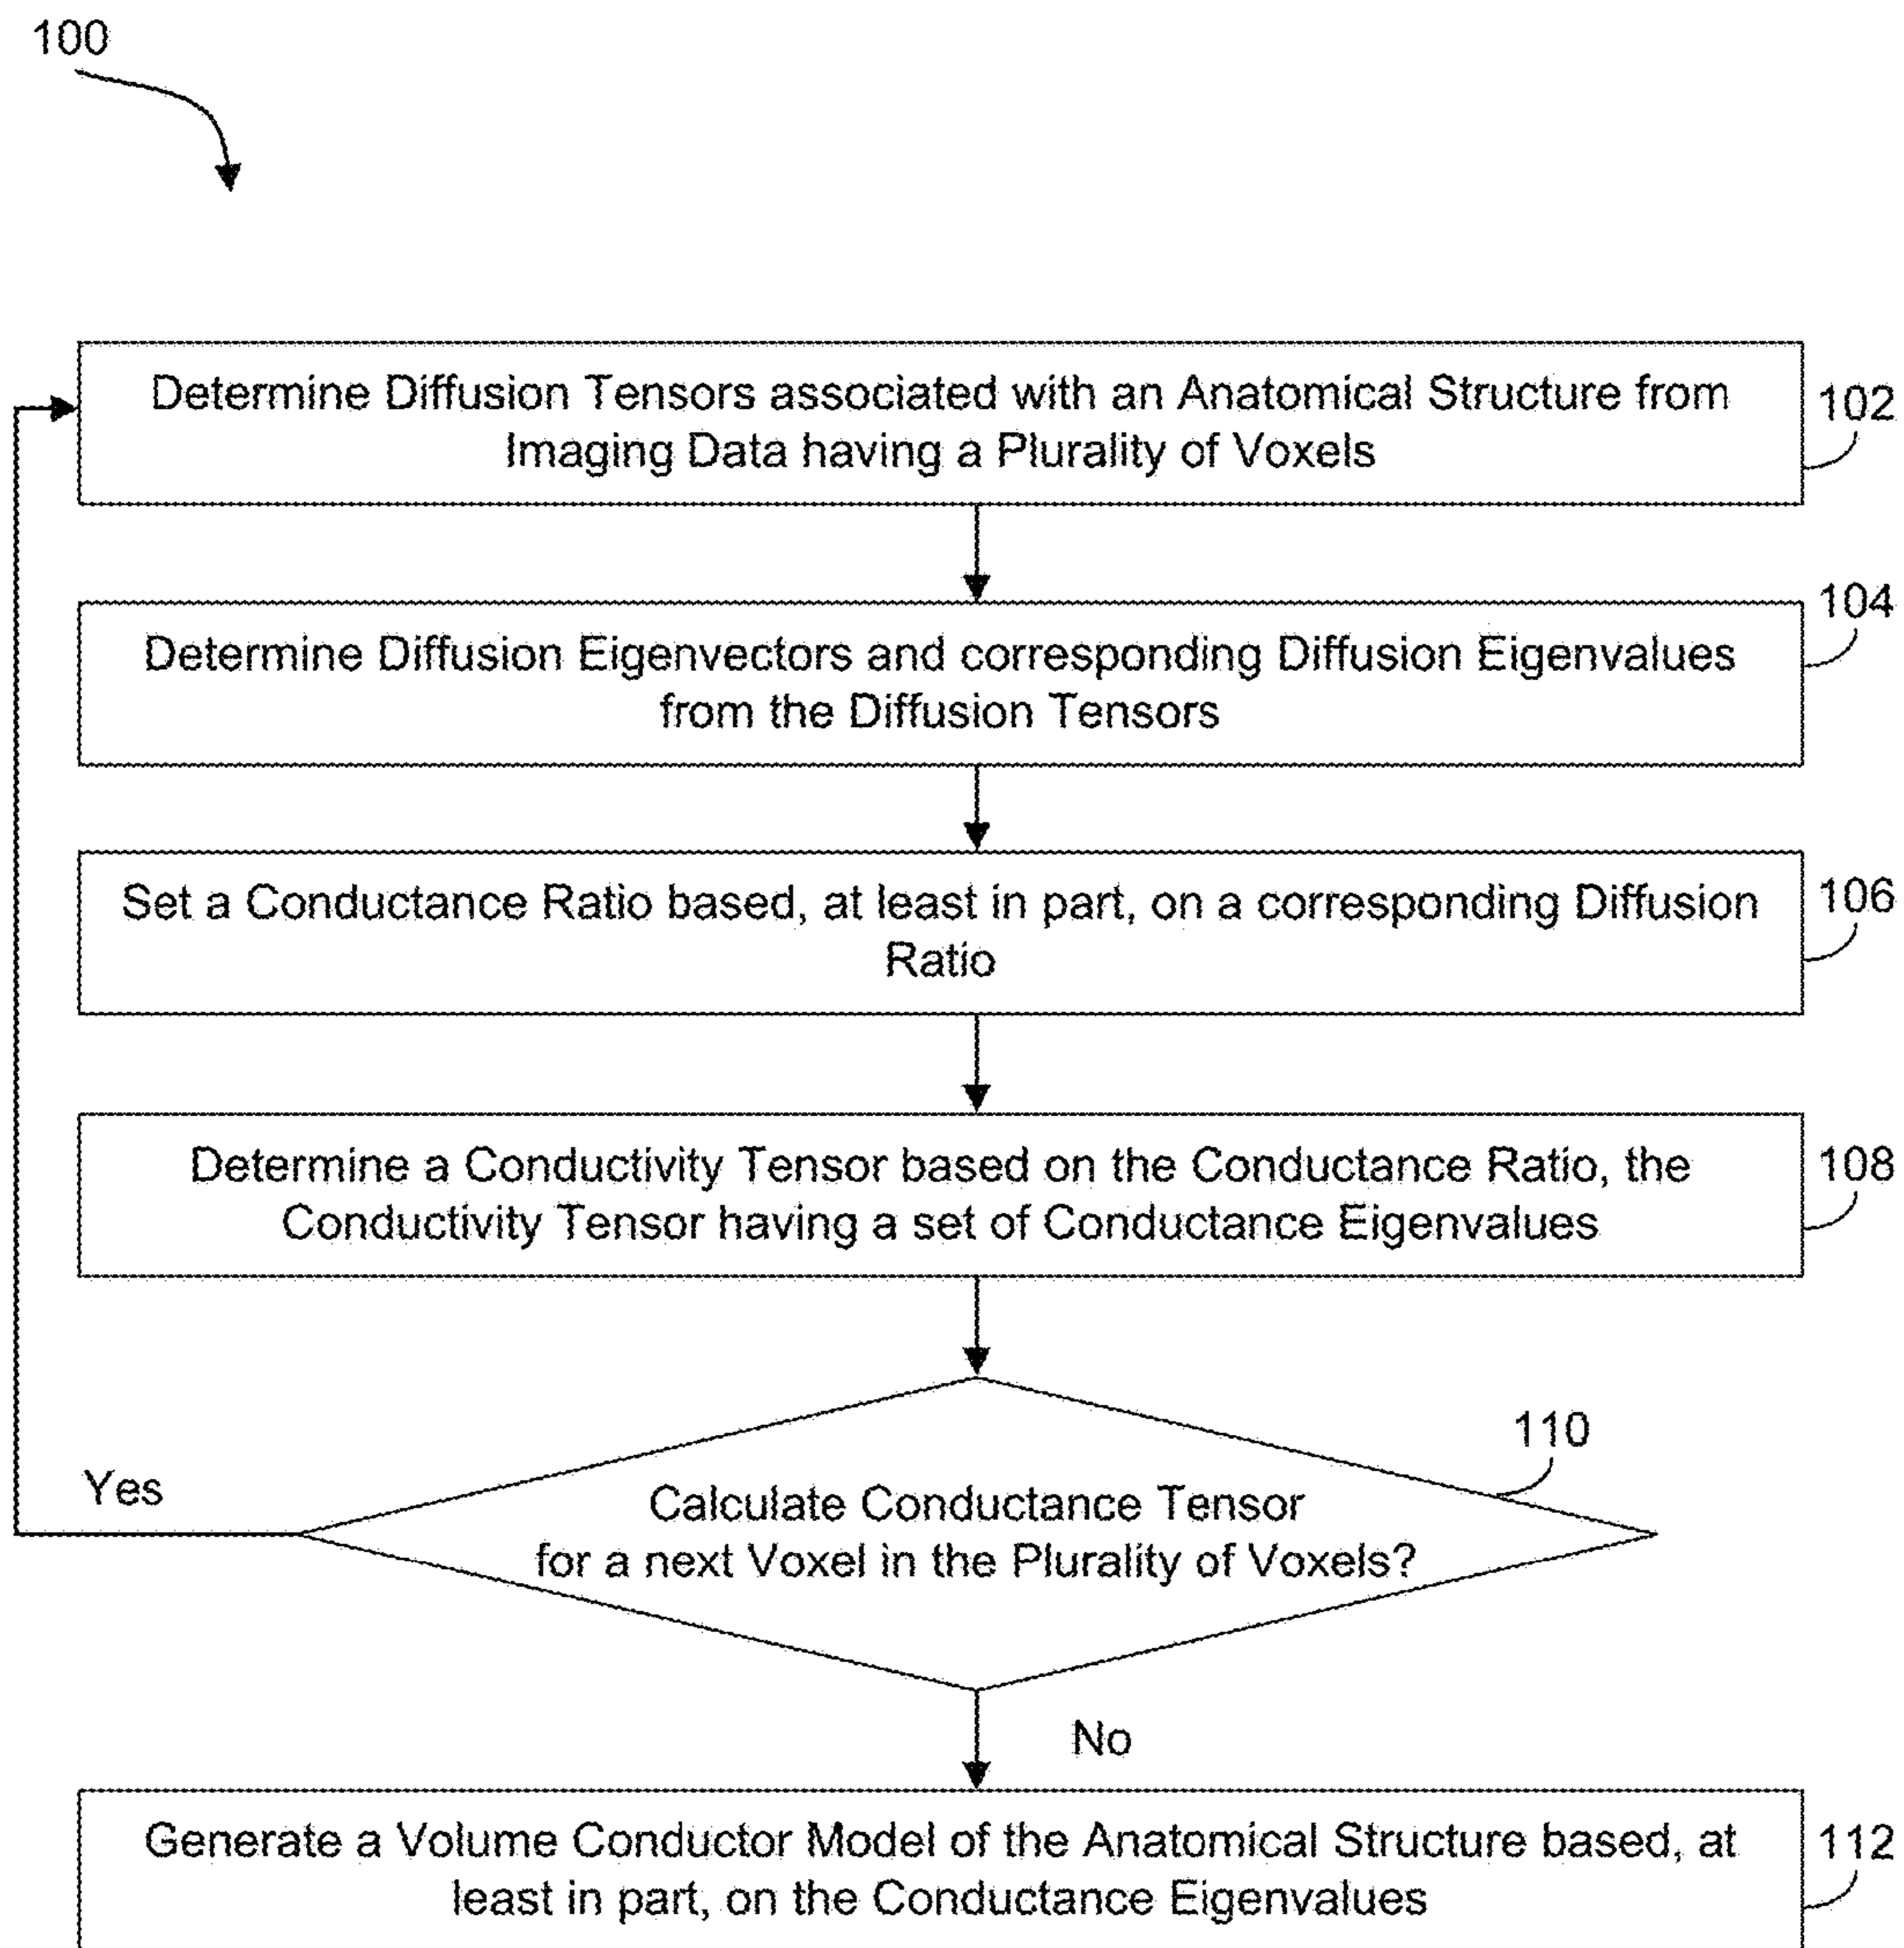 100
Determine Diffusion Tensors associated with an Anatomical Structure from
Imaging Data having a Plurality of Voxels
102
Determine Diffusion Eigenvectors and corresponding Diffusion Eigenvalues
from the Diffusion Tensors
104
Set a Conductance Ratio based, at least in part, on a corresponding Diffusion
Ratio
106
Determine a Conductivity Tensor based on the Conductance Ratio, the
Conductivity Tensor having a set of Conductance Eigenvalues
108
110
Yes
Calculate Conductance Tensor
for a next Voxel in the Plurality of Voxels?
No
Generate a Volume Conductor Model of the Anatomical Structure based, at
least in part, on the Conductance Eigenvalues
112